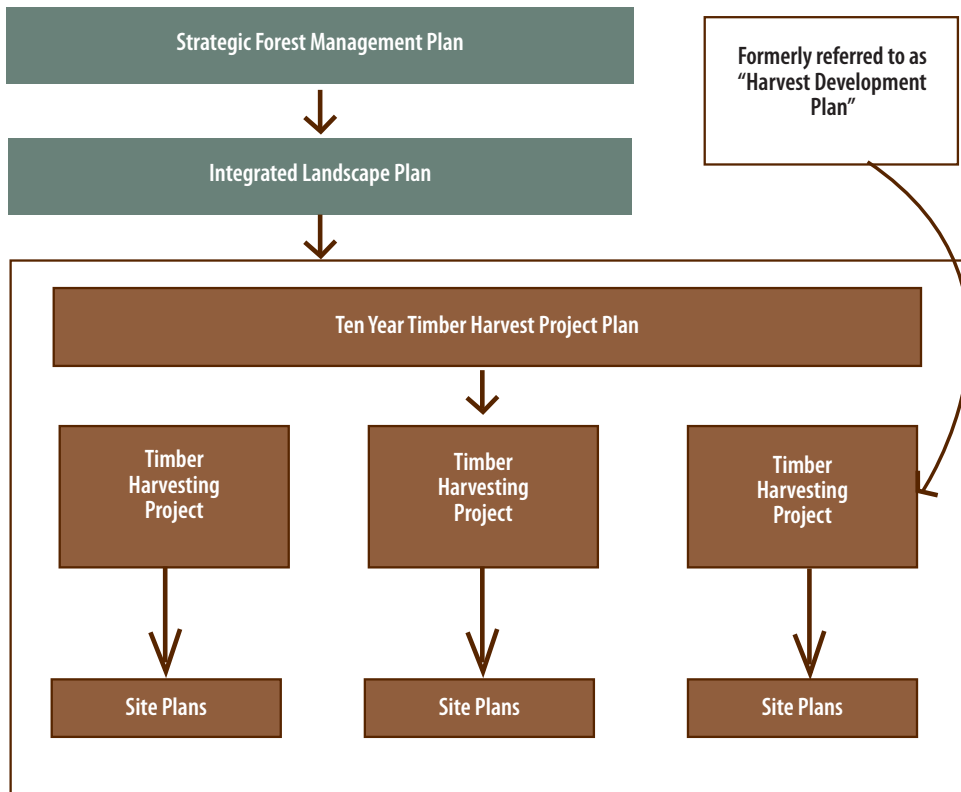 Strategic Forest Management Plan
Formerly referred to as
“Harvest Development
Plan”
Integrated Landscape Plan
Ten Year Timber Harvest Project Plan
Timber
Harvesting
Project
Timber
Harvesting
Project
Timber
Harvesting
Project
Site Plans
Site Plans
Site Plans